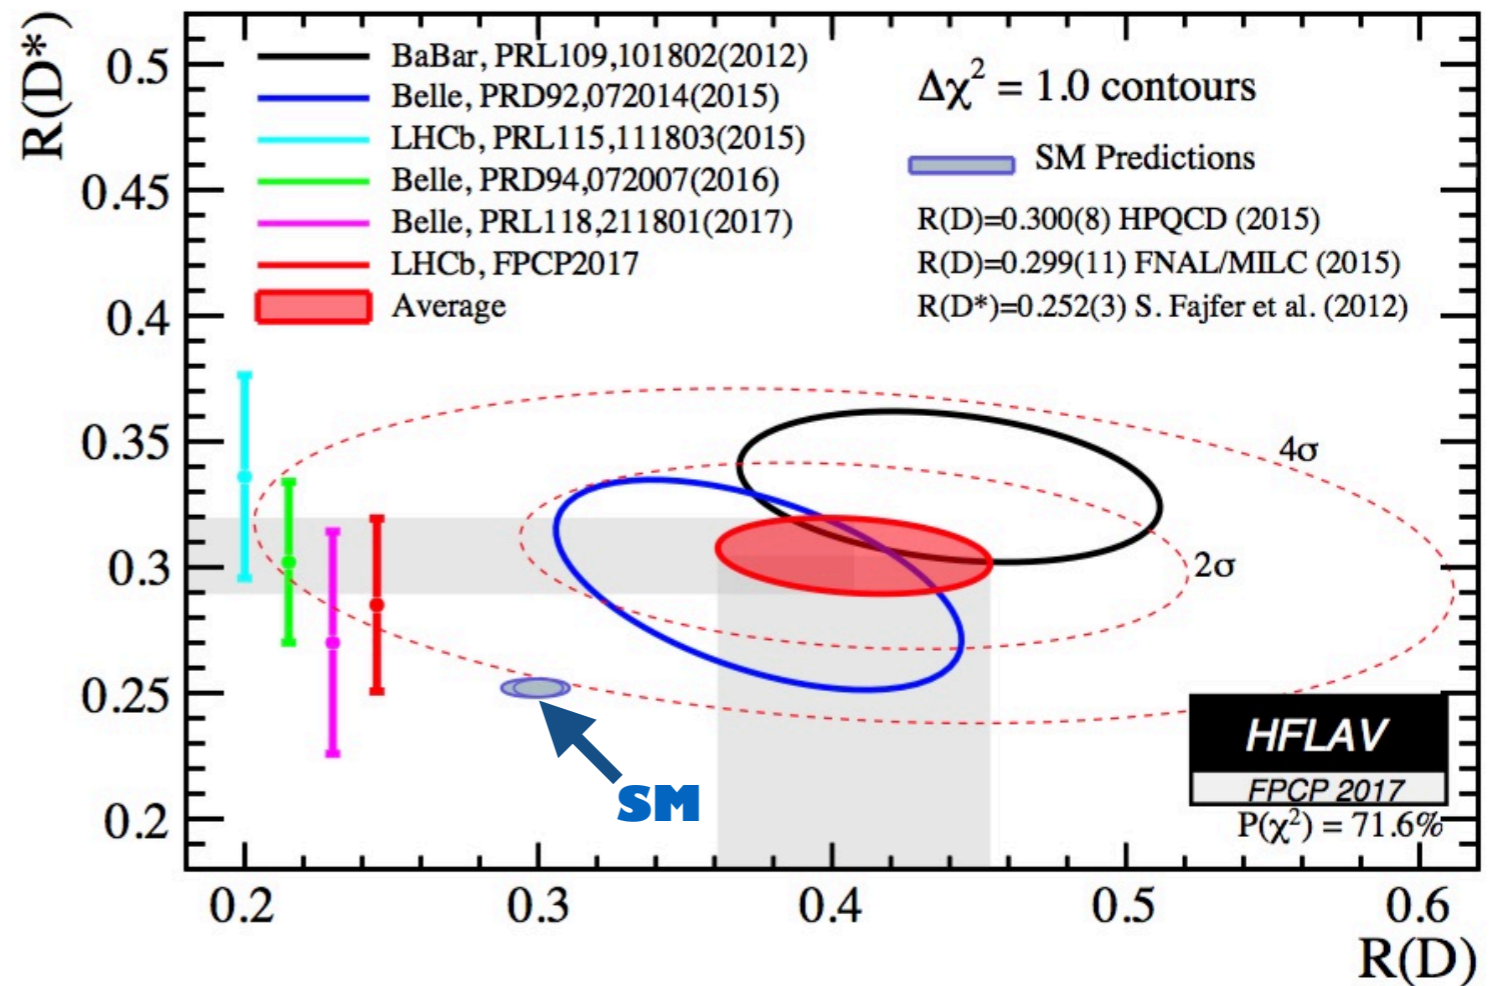 R(D*)
0.5
0.45
0.4
0.35
0.3
0.25
0.2
BaBar, PRL109,101802(2012)
Belle, PRD92,072014(2015)
LHCb, PRL115,111803(2015)
Belle, PRD94,072007(2016)
Belle, PRL118,211801(2017)
LHCb, FPCP2017
Average
Δχ² = 1.0 contours
SM Predictions
R(D)=0.300(8) HPQCD (2015)
R(D)=0.299(11) FNAL/MILC (2015)
R(D*)=0.252(3) S. Fajfer et al. (2012)
4σ
2σ
SM
HFLAV
FPCP 2017
P(χ²) = 71.6%
0.2 0.3 0.4 0.5 0.6
R(D)